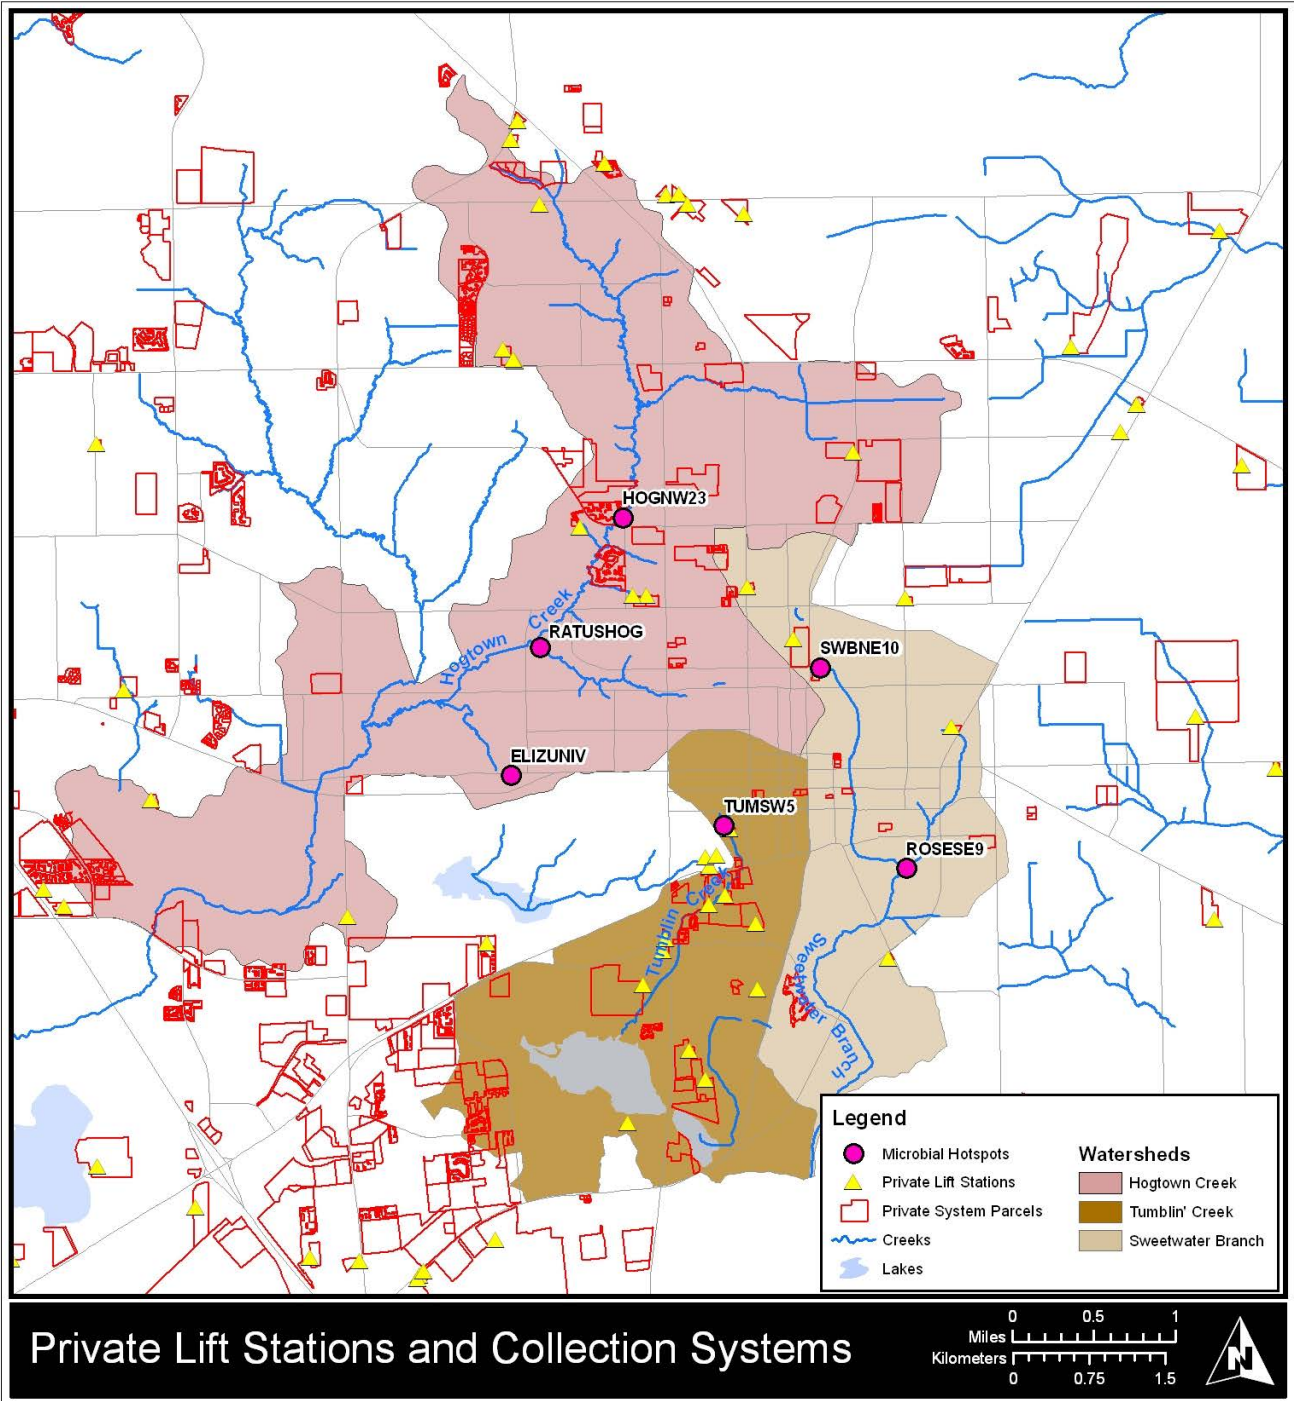 HOGNW23
Hogtown Creek
RATUSHOG
SWBNE10
ELIZUNIV
TUMSW5
ROSESE9
Tumblin Creek
Sweetwater Branch
Legend
Microbial Hotspots
Private Lift Stations
Private System Parcels
Creeks
Lakes
Watersheds
Hogtown Creek
Tumblin' Creek
Sweetwater Branch
Private Lift Stations and Collection Systems
0 0.5 1
Miles
Kilometers
0 0.75 1.5
N